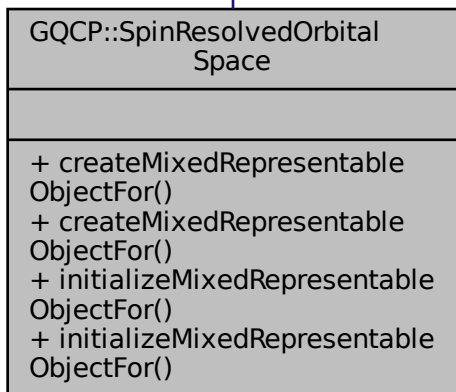 GQCP::SpinResolvedOrbital
Space
+ createMixedRepresentable
ObjectFor()
+ createMixedRepresentable
ObjectFor()
+ initializeMixedRepresentable
ObjectFor()
+ initializeMixedRepresentable
ObjectFor()